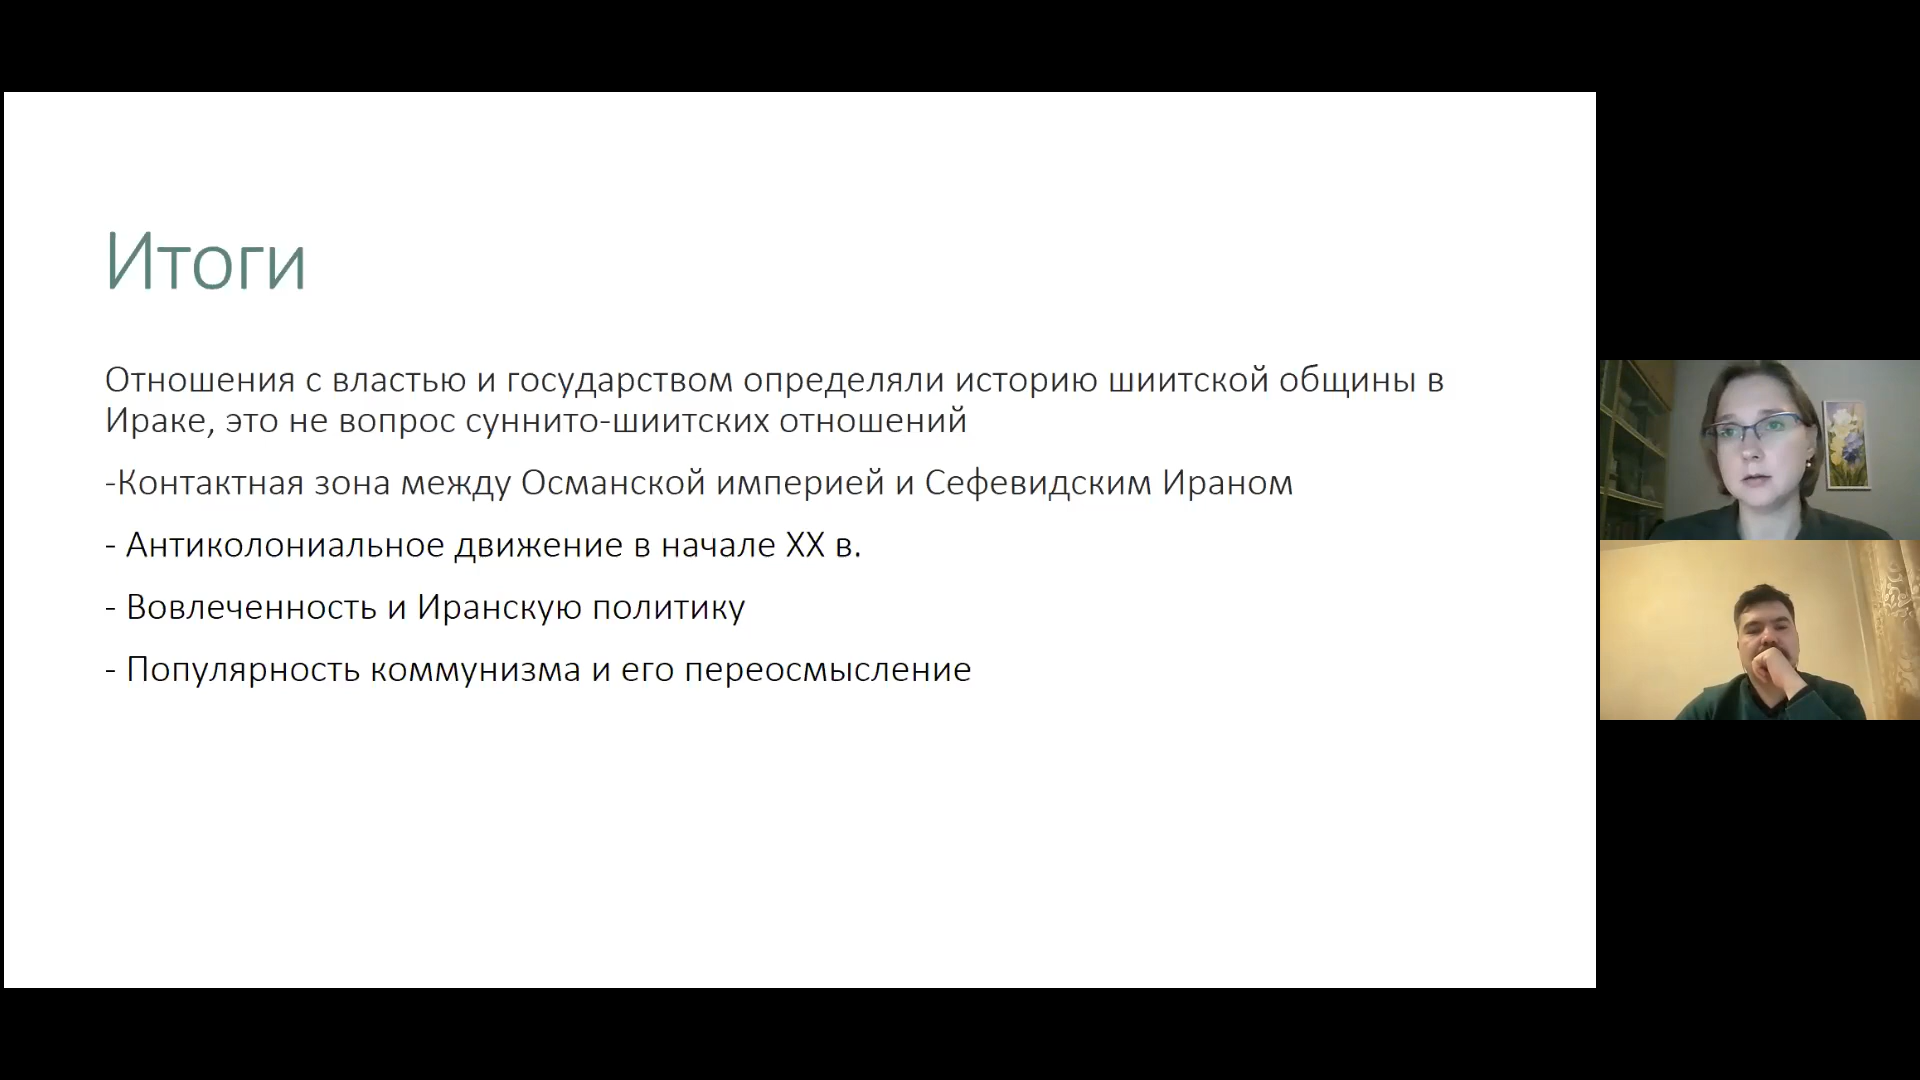 Итоги
Отношения с властью и государством определяли историю шиитской общины в
Ираке, это не вопрос суннито-шиитских отношений
-Контактная зона между Османской империей и Сефевидским Ираном
- Антиколониальное движение в начале XX в.
- Вовлеченность и Иранскую политику
- Популярность коммунизма и его переосмысление